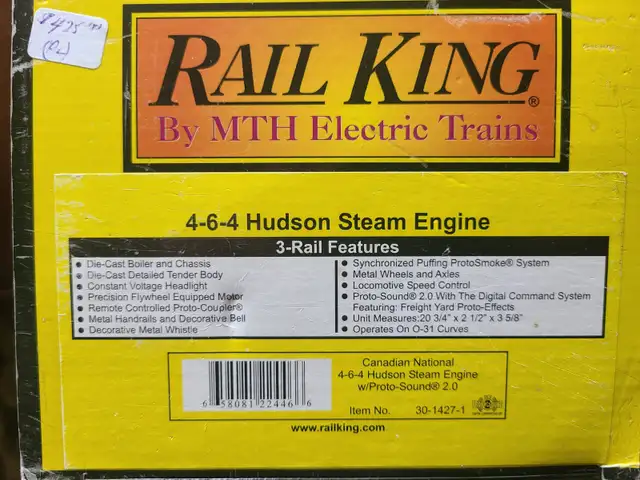 $425.00
RAIL KING®
By MTH Electric Trains
4-6-4 Hudson Steam Engine
3-Rail Features
● Die-Cast Boiler and Chassis
● Die-Cast Detailed Tender Body
● Constant Voltage Headlight
● Precision Flywheel Equipped Motor
● Remote Controlled Proto-Coupler®
● Metal Handrails and Decorative Bell
● Decorative Metal Whistle
● Synchronized Puffing ProtoSmoke® System
● Metal Wheels and Axles
● Locomotive Speed Control
● Proto-Sound® 2.0 With The Digital Command System
Featuring: Freight Yard Proto-Effects
● Unit Measures:20 3/4" x 2 1/2" x 3 5/8"
● Operates On O-31 Curves
Canadian National
4-6-4 Hudson Steam Engine
w/Proto-Sound® 2.0
6 58081 22446 6
Item No. 30-1427-1
www.railking.com